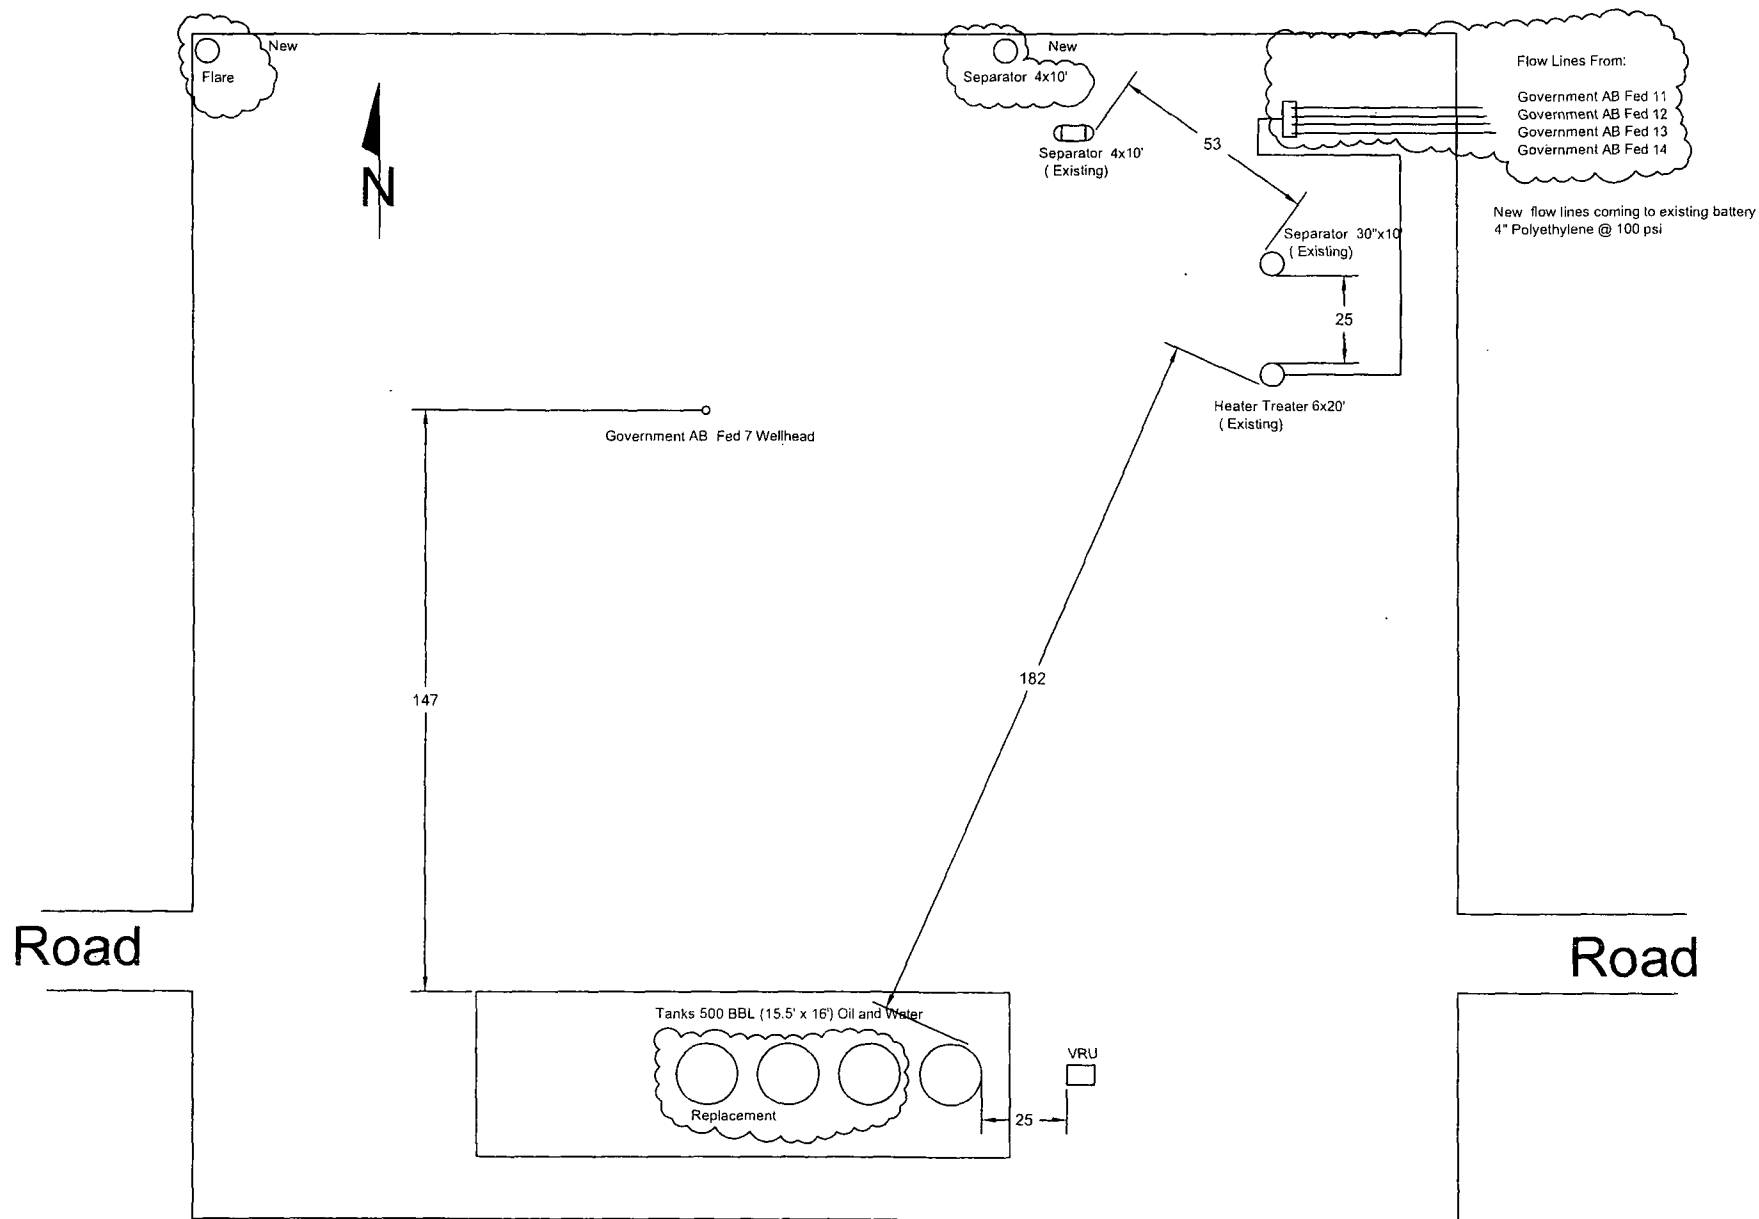 New
Flare
New
Separator 4x10'
Flow Lines From:
Government AB Fed 11
Government AB Fed 12
Government AB Fed 13
Government AB Fed 14
N
Separator 4x10'
( Existing)
53
New flow lines coming to existing battery
4" Polyethylene @ 100 psi
Separator 30"x10
( Existing)
25
Heater Treater 6x20'
( Existing)
Government AB Fed 7 Wellhead
182
147
Road
Road
Tanks 500 BBL (15.5' x 16') Oil and Water
VRU
Replacement
25